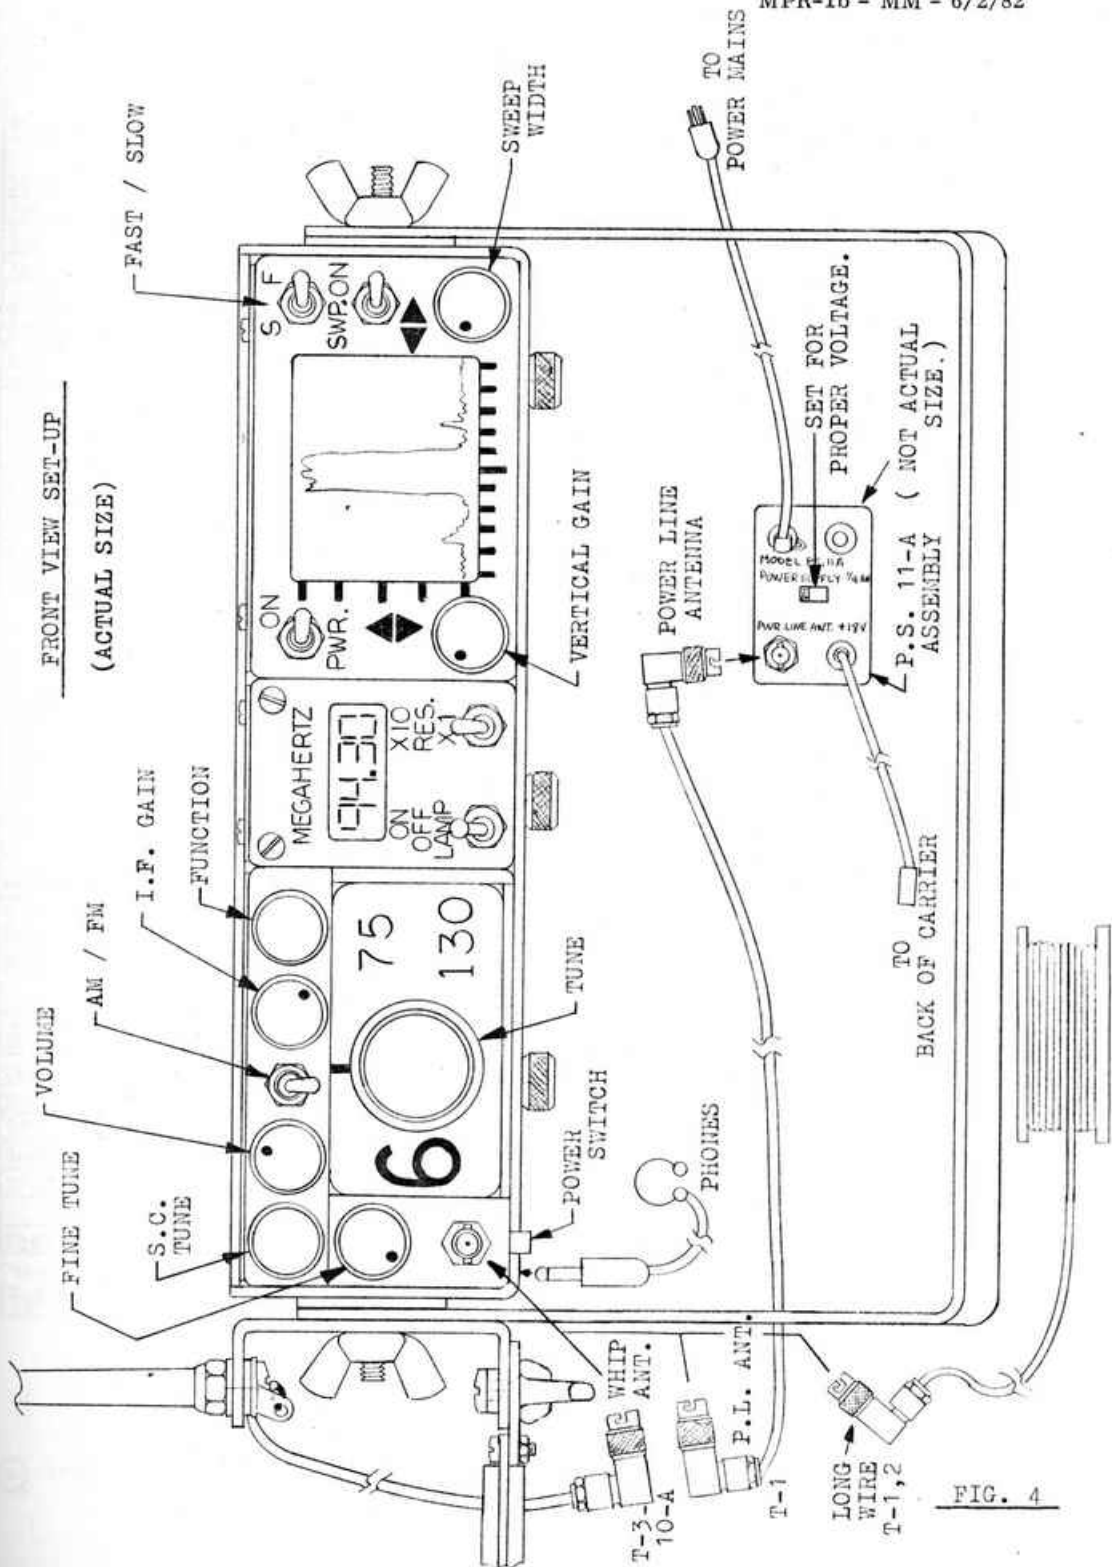 MPR-1b - MM - 6/2/82
FRONT VIEW SET-UP
(ACTUAL SIZE)
FINE TUNE
S.C.
TUNE
VOLUME
AM / FM
I.F. GAIN
FUNCTION
FAST / SLOW
6
75
130
MEGAHERTZ
94.30
ON
OFF
LAMP
X10
RES.
X1
ON
PWR.
S F
SWP. ON
SWEEP
WIDTH
VERTICAL GAIN
TUNE
POWER
SWITCH
PHONES
WHIP
ANT.
T-3-
10-A
P.L. ANT.
T-1
LONG
WIRE
T-1,2
POWER LINE
ANTENNA
TO
POWER MAINS
SET FOR
PROPER VOLTAGE.
MODEL
POWER SUPPLY
PWR LINE ANT. +18V
P.S. 11-A
ASSEMBLY
( NOT ACTUAL
SIZE.)
TO
BACK OF CARRIER
FIG. 4